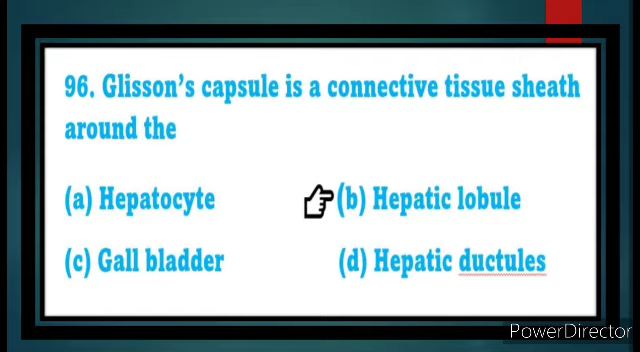 96. Glisson’s capsule is a connective tissue sheath
around the
(a) Hepatocyte (b) Hepatic lobule
(c) Gall bladder (d) Hepatic ductules
PowerDirector